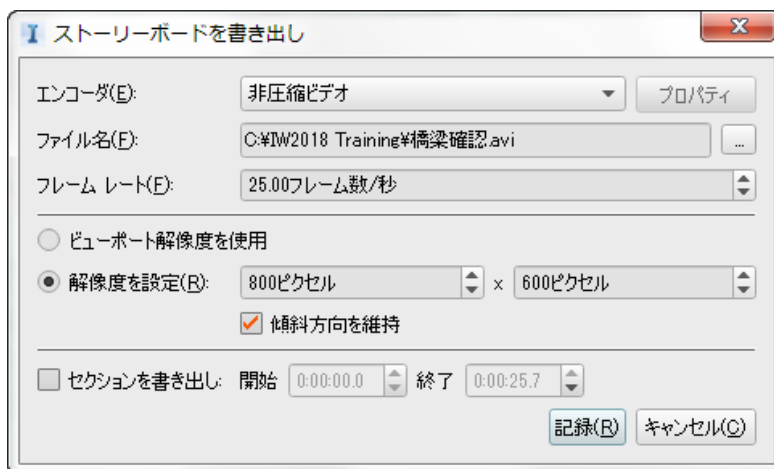 ストーリーボードを書き出し
エンコーダ(E): 非圧縮ビデオ プロパティ
ファイル名(F): C:¥IW2018 Training¥橋梁確認.avi ...
フレーム レート(F): 25.00フレーム数/秒
ビューポート解像度を使用
解像度を設定(R): 800ピクセル x 600ピクセル
傾斜方向を維持
セクションを書き出し: 開始 0:00:00.0 終了 0:00:25.7
記録(R) キャンセル(C)